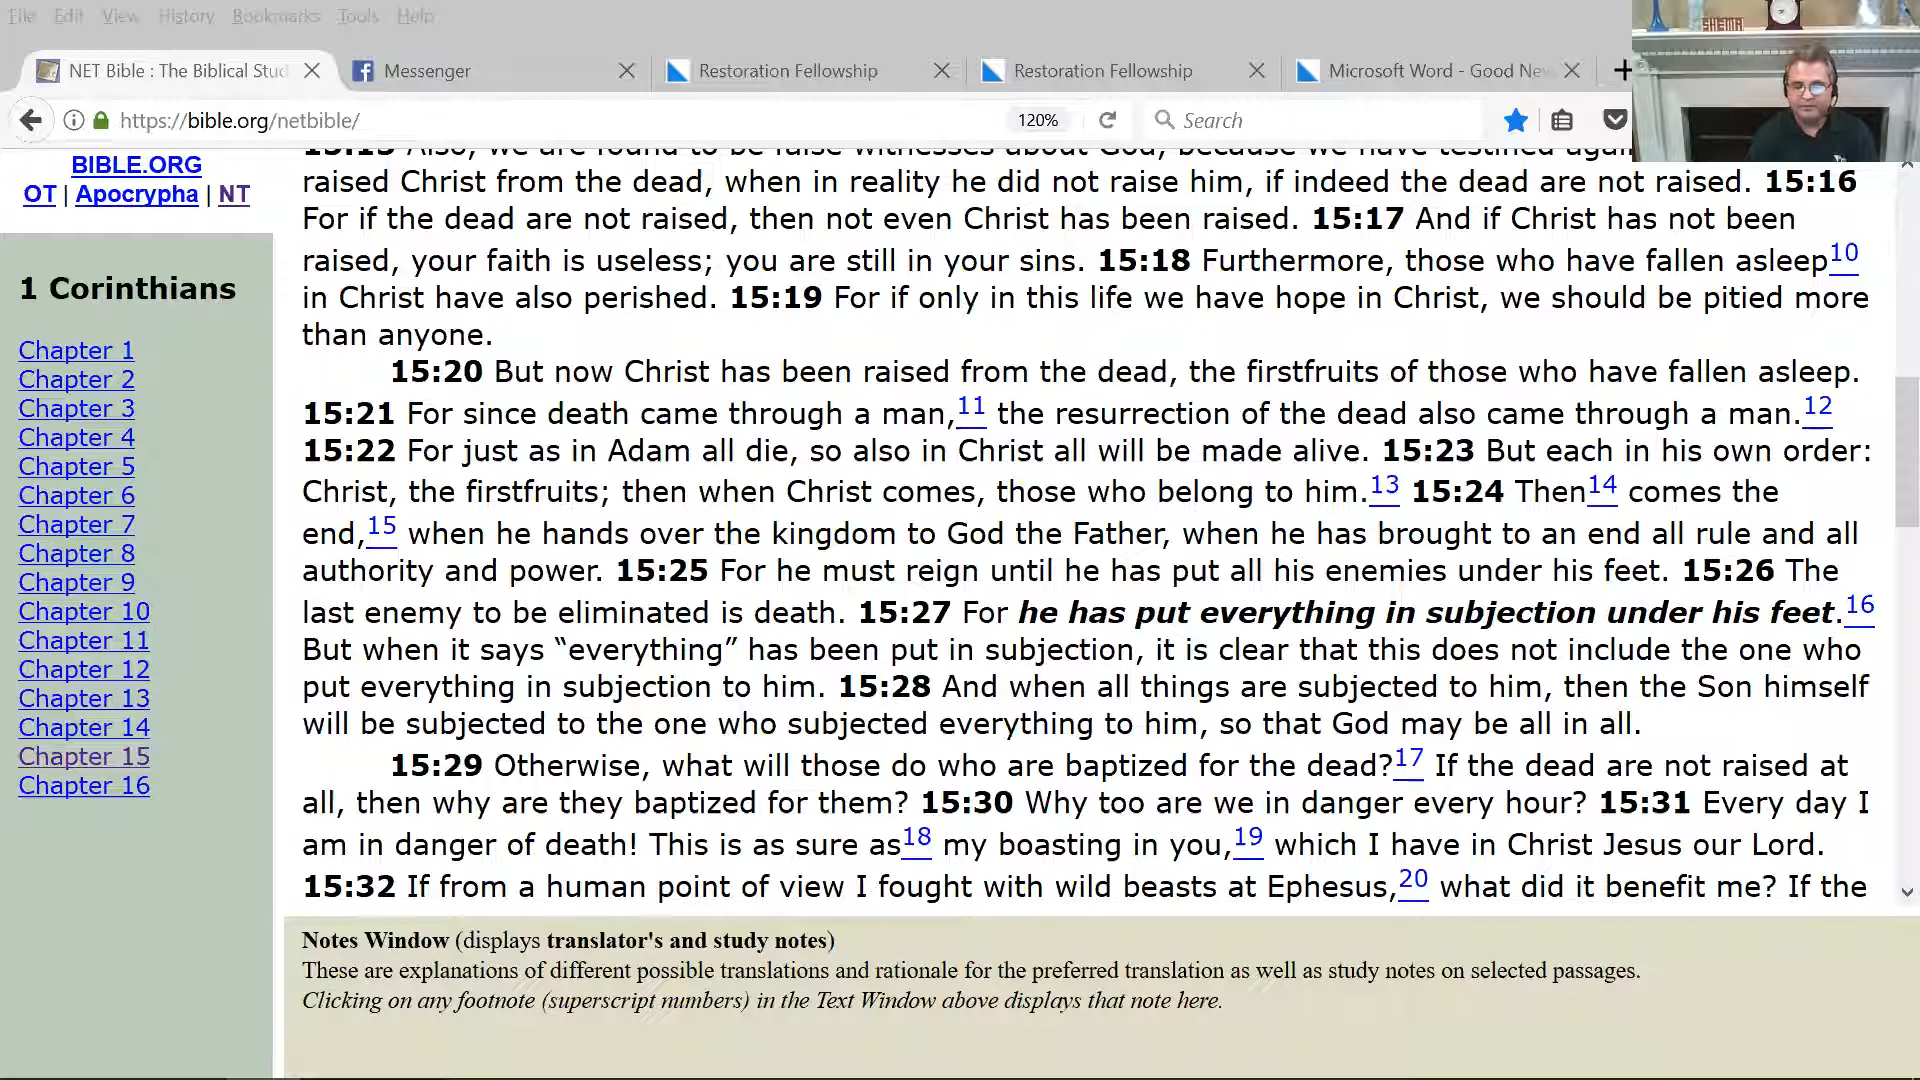 File Edit View History Bookmarks Tools Help
SHEMA
NET Bible : The Biblical Stud
Messenger
Restoration Fellowship
Restoration Fellowship
Microsoft Word - Good New
https://bible.org/netbible/
120%
Search
BIBLE.ORG
OT | Apocrypha | NT
1 Corinthians
Chapter 1
Chapter 2
Chapter 3
Chapter 4
Chapter 5
Chapter 6
Chapter 7
Chapter 8
Chapter 9
Chapter 10
Chapter 11
Chapter 12
Chapter 13
Chapter 14
Chapter 15
Chapter 16
15:15 Also, we are found to be false witnesses about God, because we have testified
raised Christ from the dead, when in reality he did not raise him, if indeed the dead are not raised. 15:16
For if the dead are not raised, then not even Christ has been raised. 15:17 And if Christ has not been
raised, your faith is useless; you are still in your sins. 15:18 Furthermore, those who have fallen asleep10
in Christ have also perished. 15:19 For if only in this life we have hope in Christ, we should be pitied more
than anyone.
15:20 But now Christ has been raised from the dead, the firstfruits of those who have fallen asleep.
15:21 For since death came through a man,11 the resurrection of the dead also came through a man.12
15:22 For just as in Adam all die, so also in Christ all will be made alive. 15:23 But each in his own order:
Christ, the firstfruits; then when Christ comes, those who belong to him.13 15:24 Then14 comes the
end,15 when he hands over the kingdom to God the Father, when he has brought to an end all rule and all
authority and power. 15:25 For he must reign until he has put all his enemies under his feet. 15:26 The
last enemy to be eliminated is death. 15:27 For he has put everything in subjection under his feet.16
But when it says “everything” has been put in subjection, it is clear that this does not include the one who
put everything in subjection to him. 15:28 And when all things are subjected to him, then the Son himself
will be subjected to the one who subjected everything to him, so that God may be all in all.
15:29 Otherwise, what will those do who are baptized for the dead?17 If the dead are not raised at
all, then why are they baptized for them? 15:30 Why too are we in danger every hour? 15:31 Every day I
am in danger of death! This is as sure as18 my boasting in you,19 which I have in Christ Jesus our Lord.
15:32 If from a human point of view I fought with wild beasts at Ephesus,20 what did it benefit me? If the
Notes Window (displays translator's and study notes)
These are explanations of different possible translations and rationale for the preferred translation as well as study notes on selected passages.
Clicking on any footnote (superscript numbers) in the Text Window above displays that note here.